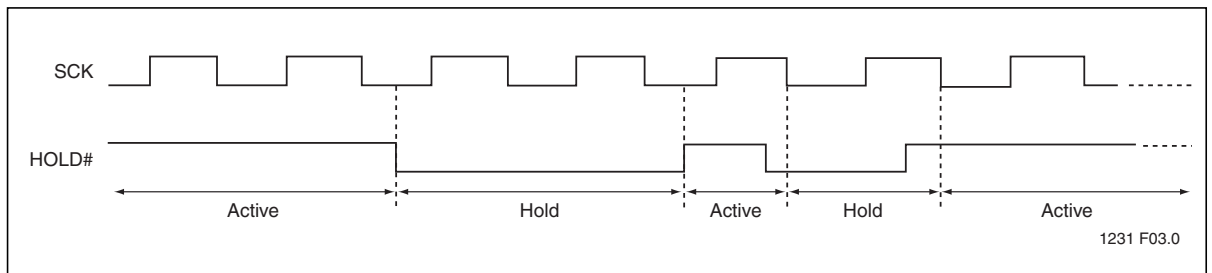 SCK
HOLD#
Active Hold Active Hold Active
1231 F03.0